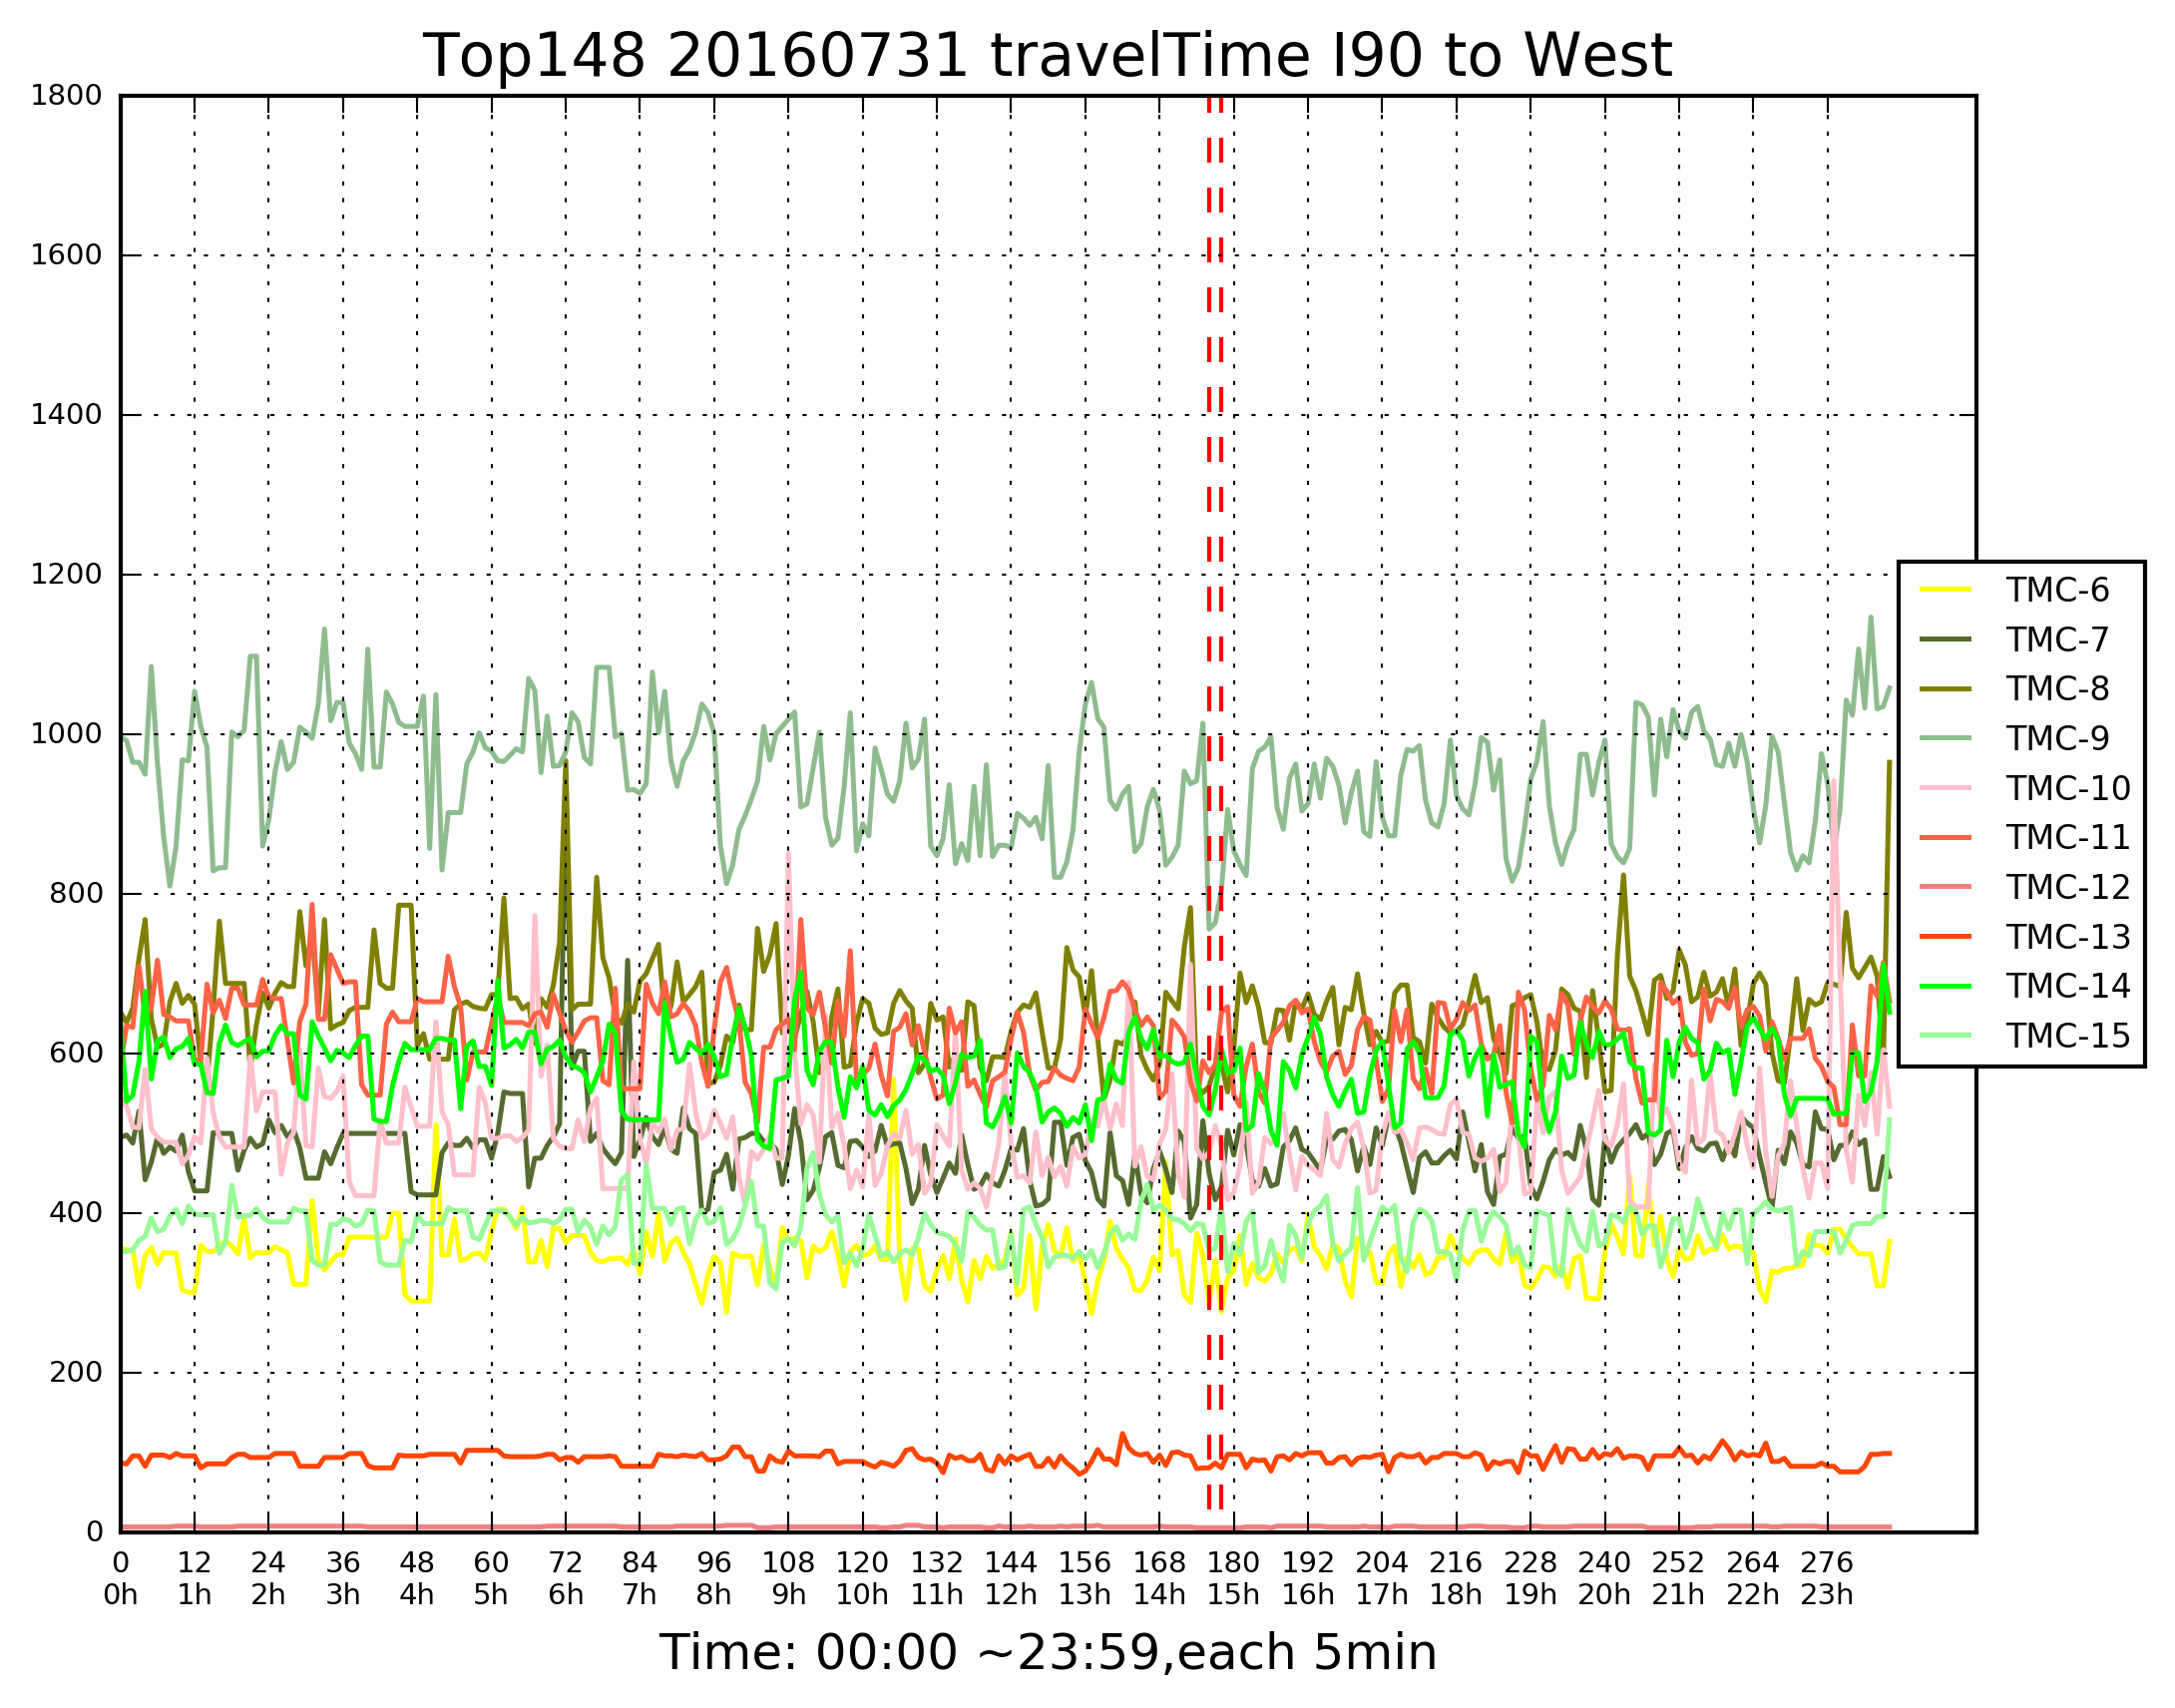 Top148 20160731 travelTime I90 to West
1800
1600
1400
1200
1000
800
600
400
200
0
TMC-6
TMC-7
TMC-8
TMC-9
TMC-10
TMC-11
TMC-12
TMC-13
TMC-14
TMC-15
0 12 24 36 48 60 72 84 96 108 120 132 144 156 168 180 192 204 216 228 240 252 264 276
0h 1h 2h 3h 4h 5h 6h 7h 8h 9h 10h 11h 12h 13h 14h 15h 16h 17h 18h 19h 20h 21h 22h 23h
Time: 00:00 ~23:59,each 5min